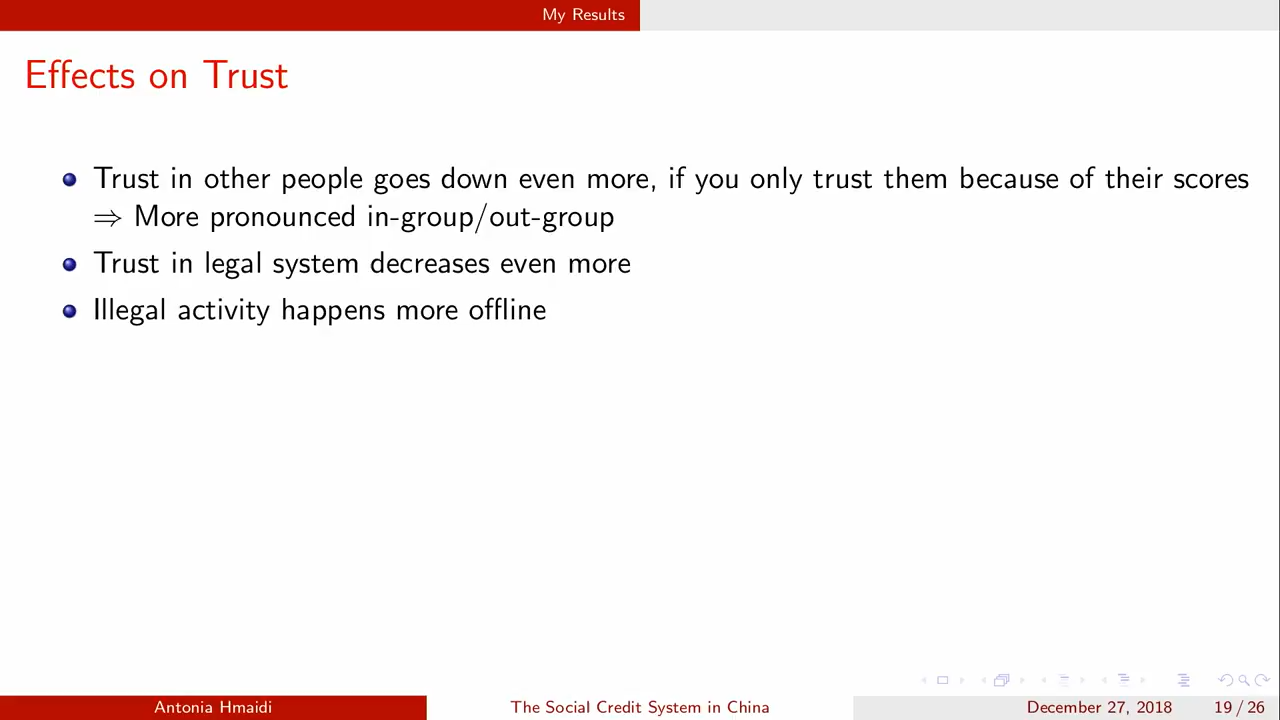 My Results
Effects on Trust
Trust in other people goes down even more, if you only trust them because of their scores
⇒ More pronounced in-group/out-group
Trust in legal system decreases even more
Illegal activity happens more offline
Antonia Hmaidi
The Social Credit System in China
December 27, 2018
19 / 26